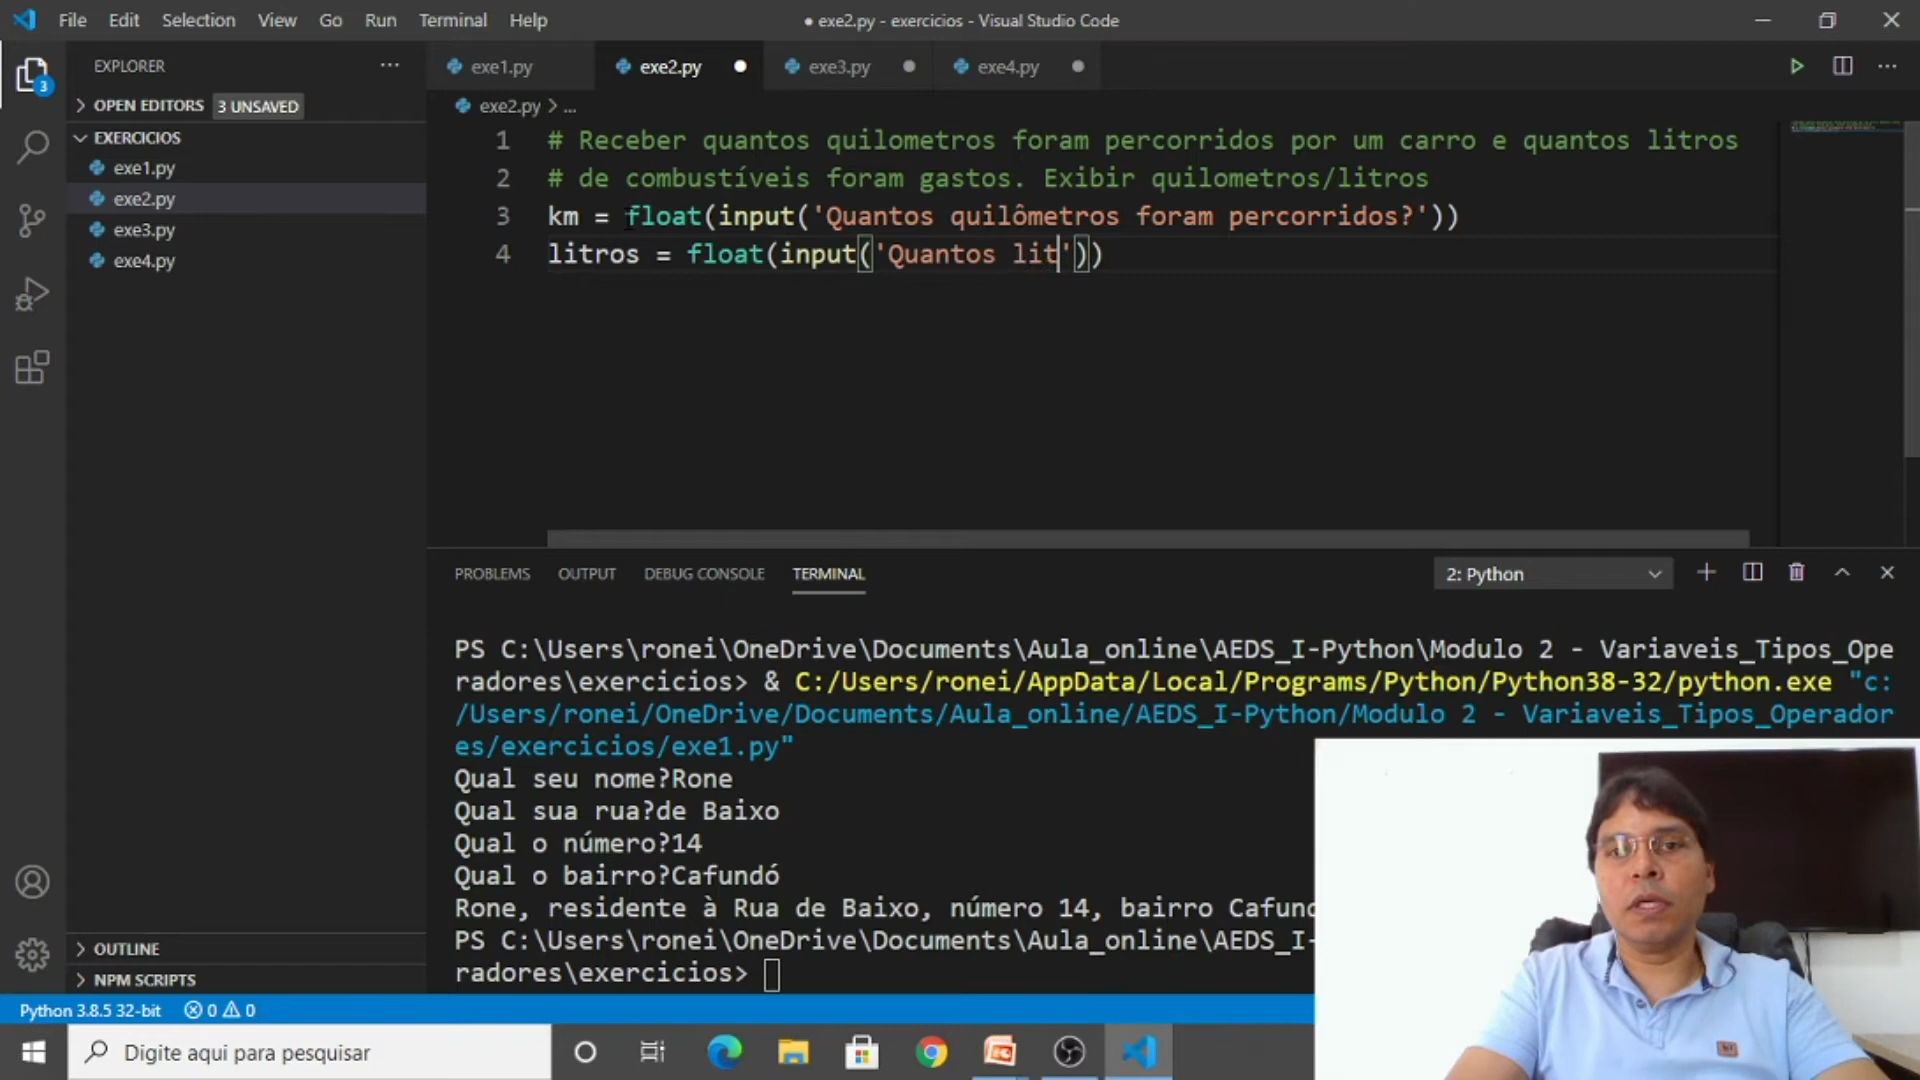 File Edit Selection View Go Run Terminal Help
● exe2.py - exercicios - Visual Studio Code
EXPLORER
OPEN EDITORS 3 UNSAVED
EXERCICIOS
exe1.py
exe2.py
exe3.py
exe4.py
OUTLINE
NPM SCRIPTS
3
exe1.py exe2.py exe3.py exe4.py
exe2.py > ...
1 # Receber quantos quilometros foram percorridos por um carro e quantos litros
2 # de combustíveis foram gastos. Exibir quilometros/litros
3 km = float(input('Quantos quilômetros foram percorridos?'))
4 litros = float(input('Quantos lit'))
PROBLEMS OUTPUT DEBUG CONSOLE TERMINAL
2: Python
PS C:\Users\ronei\OneDrive\Documents\Aula_online\AEDS_I-Python\Modulo 2 - Variaveis_Tipos_Ope
radores\exercicios> & C:/Users/ronei/AppData/Local/Programs/Python/Python38-32/python.exe "c:
/Users/ronei/OneDrive/Documents/Aula_online/AEDS_I-Python/Modulo 2 - Variaveis_Tipos_Operador
es/exercicios/exe1.py"
Qual seu nome?Rone
Qual sua rua?de Baixo
Qual o número?14
Qual o bairro?Cafundó
Rone, residente à Rua de Baixo, número 14, bairro Cafund
PS C:\Users\ronei\OneDrive\Documents\Aula_online\AEDS_I-
radores\exercicios>
Python 3.8.5 32-bit 0 0
Digite aqui para pesquisar